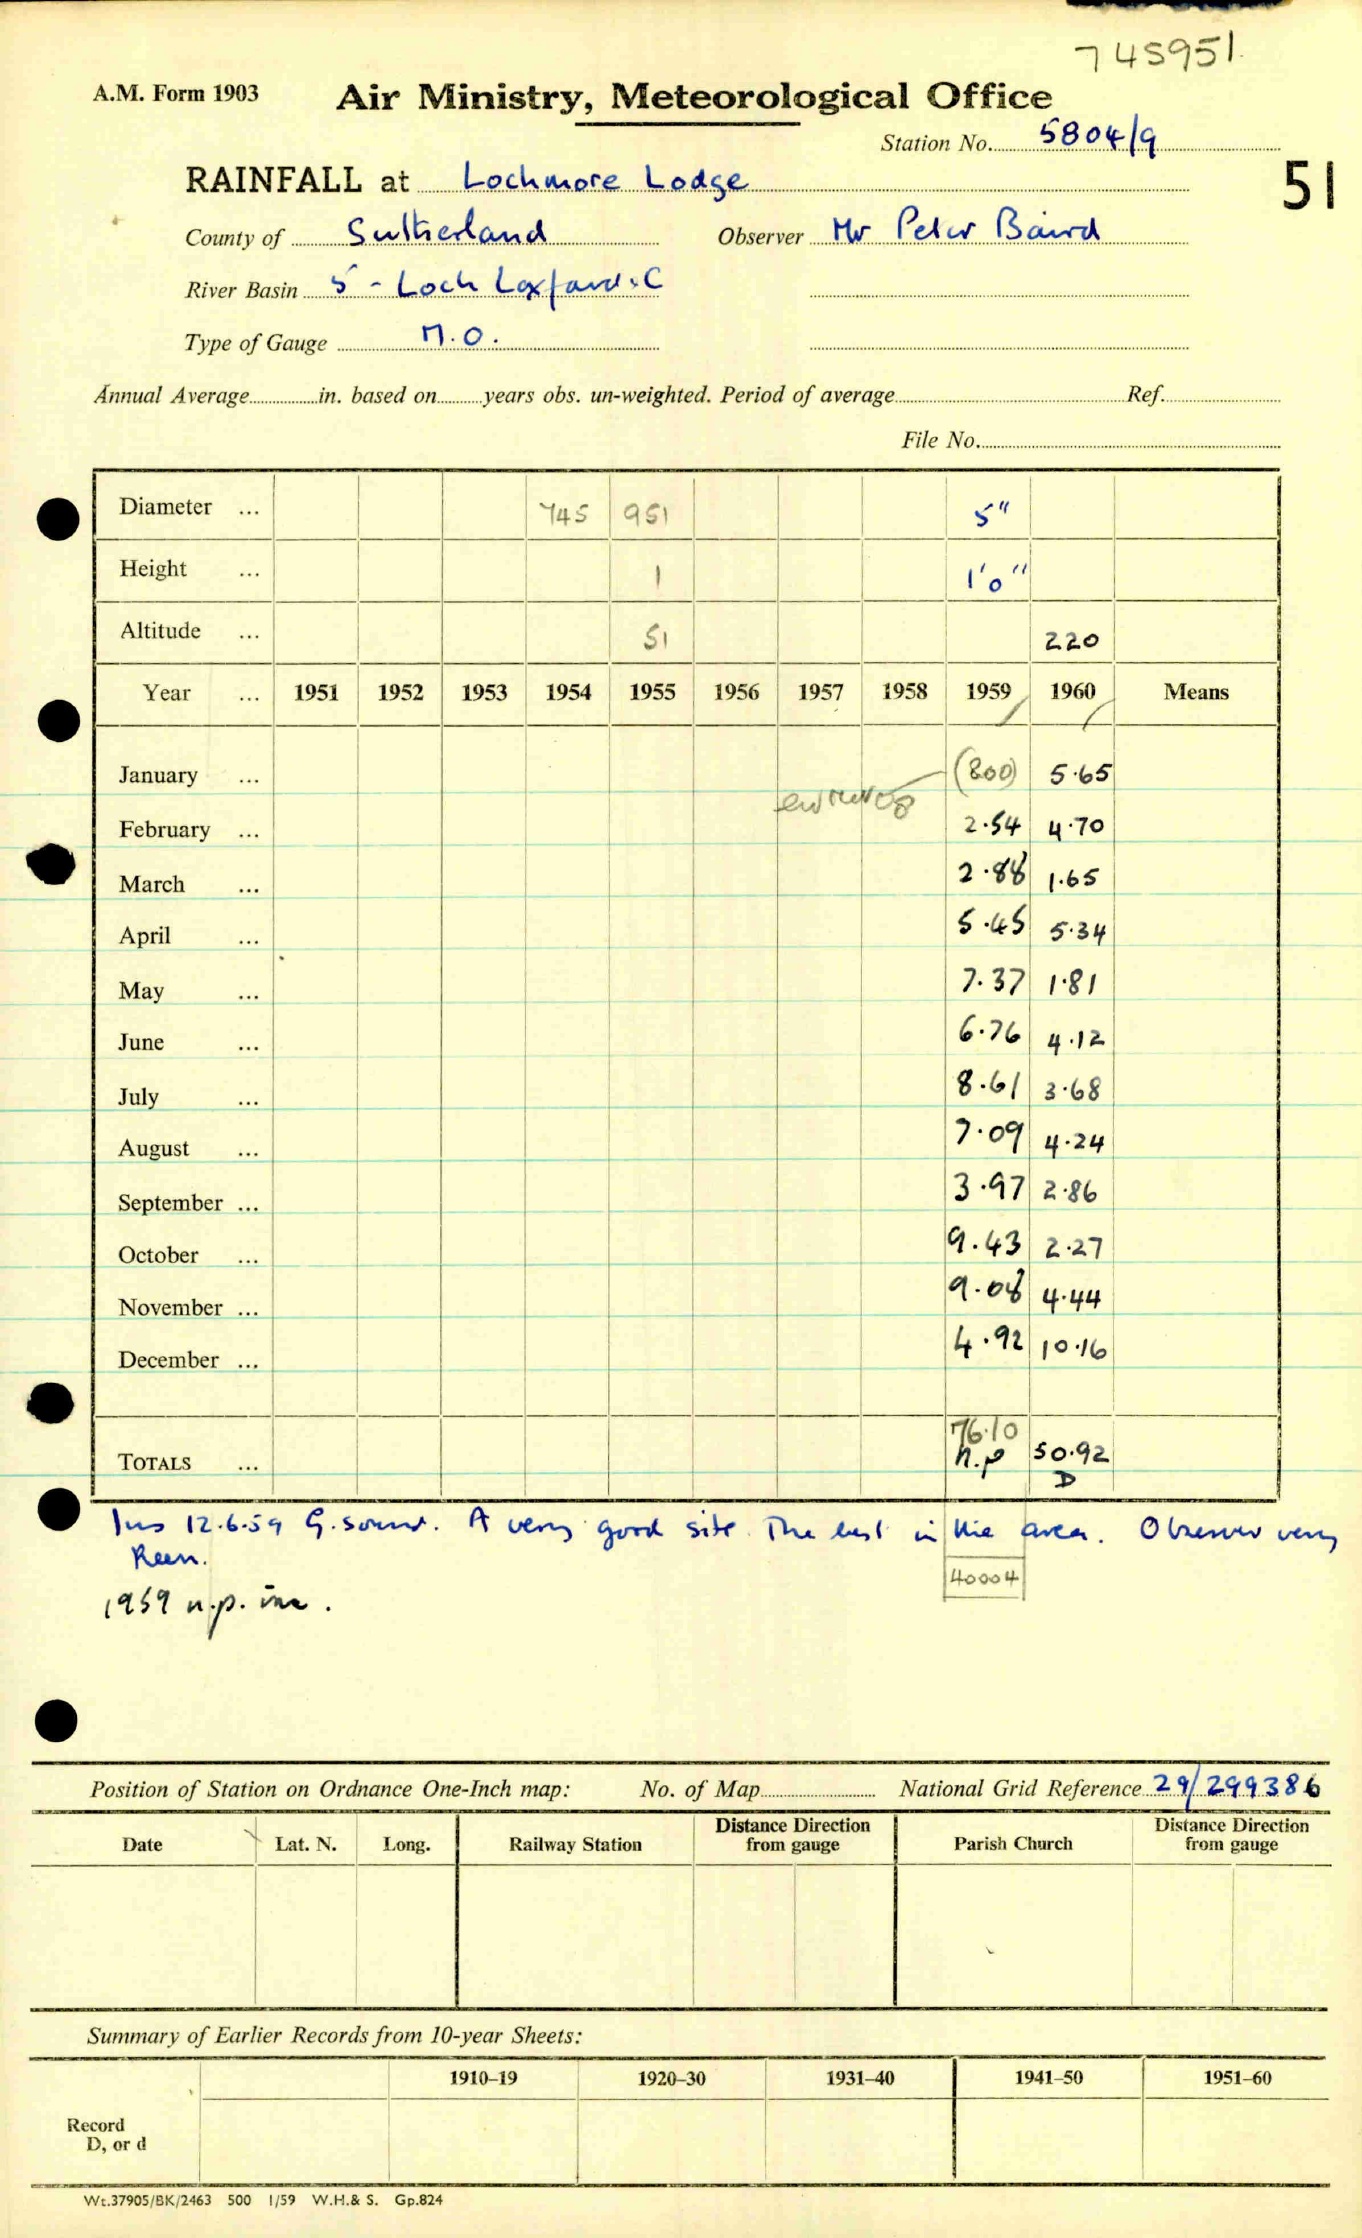 745951
A.M. Form 1903 Air Ministry, Meteorological Office
Station No. 5804/9
RAINFALL at Lochmore Lodge
51
County of Sutherland Observer Mr Peter Baird
River Basin 5 - Loch Laxford. C
Type of Gauge M.O.
Annual Average in. based on years obs. un-weighted. Period of average Ref.
File No.
Diameter ... 745 951 5"
Height ... 1 1'0"
Altitude ... 51 220
Year ... 1951 1952 1953 1954 1955 1956 1957 1958 1959 1960 Means
January ... (800) 5.65
February ... 2.54 4.70
March ... 2.88 1.65
April ... 5.45 5.34
May ... 7.37 1.81
June ... 6.76 4.12
July ... 8.61 3.68
August ... 7.09 4.24
September ... 3.97 2.86
October ... 9.43 2.27
November ... 9.08 4.44
December ... 4.92 10.16
76.10
TOTALS ... n.p 50.92
D
Ins 12.6.59 G. sound. A very good site. The best in the area. Observer very
Keen.
40004
1959 n.p. inc.
Position of Station on Ordnance One-Inch map: No. of Map National Grid Reference 29/299386
Date Lat. N. Long. Railway Station Distance Direction from gauge Parish Church Distance Direction from gauge
Summary of Earlier Records from 10-year Sheets:
1910–19 1920–30 1931–40 1941–50 1951–60
Record
D, or d
Wt.37905/BK/2463 500 1/59 W.H.& S. Gp.824